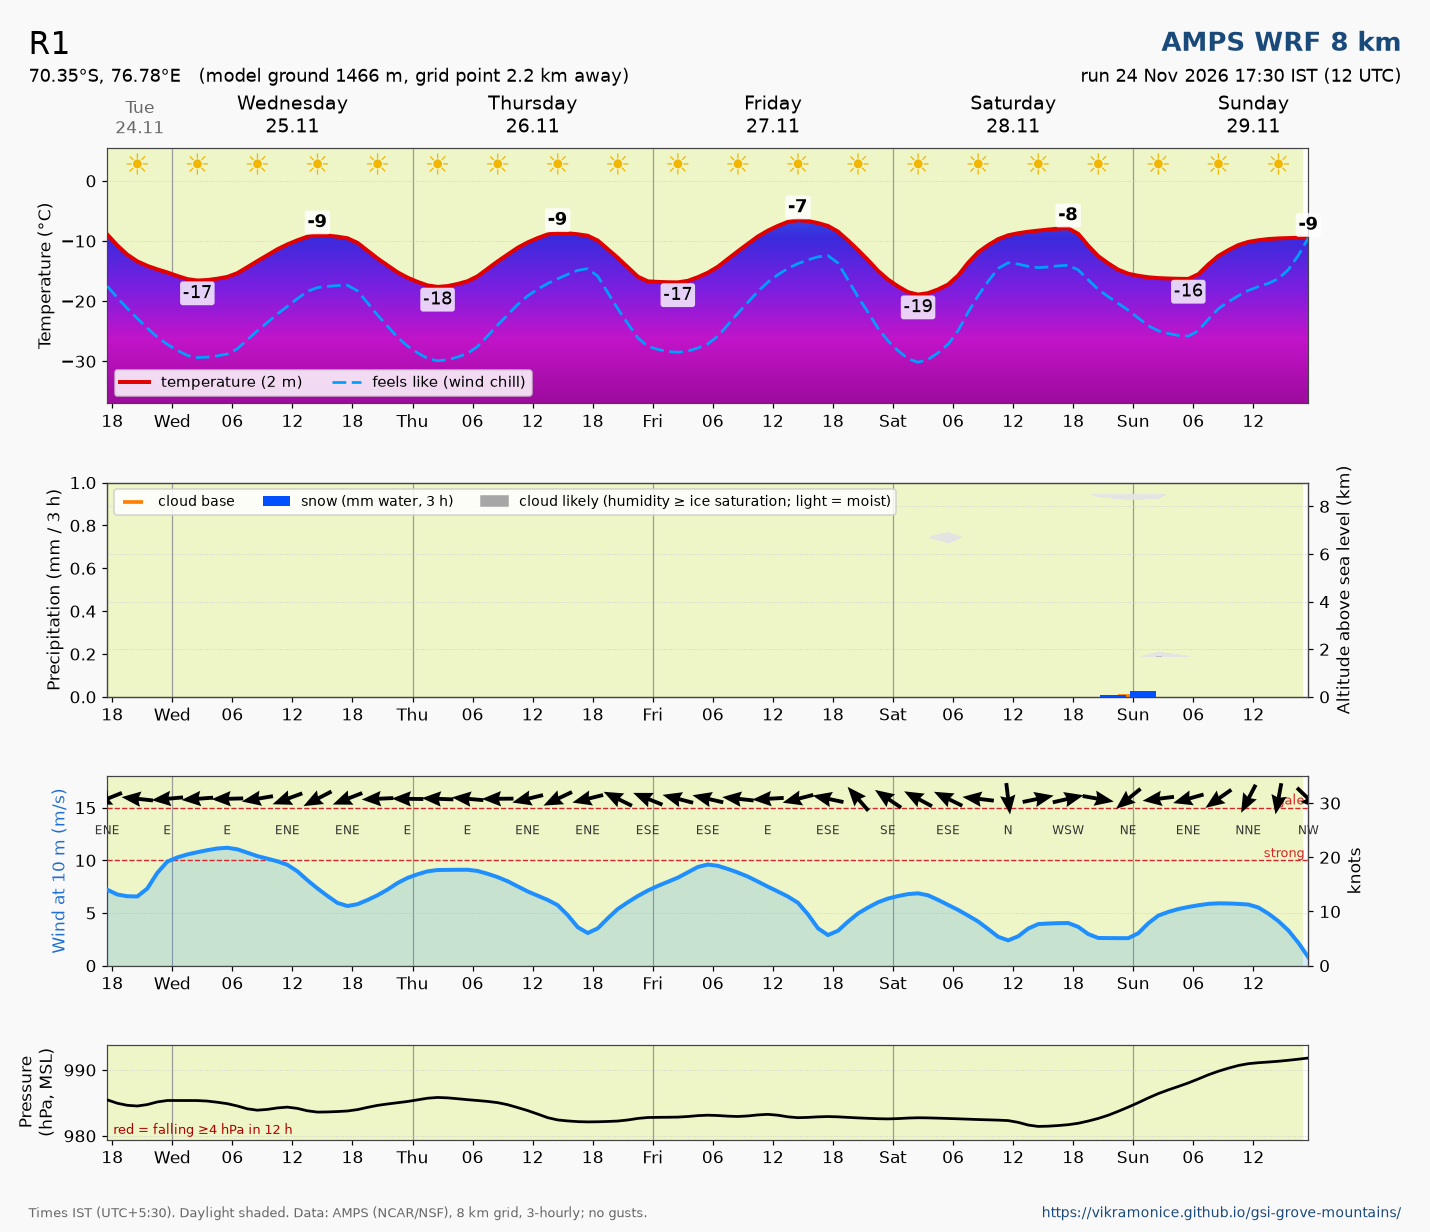 R1
AMPS WRF 8 km
70.35°S, 76.78°E (model ground 1466 m, grid point 2.2 km away)
run 24 Nov 2026 17:30 IST (12 UTC)
Tue Wednesday Thursday Friday Saturday Sunday
24.11 25.11 26.11 27.11 28.11 29.11
Temperature (°C)
0
−10
−20
−30
-9 -9 -7 -8 -9
-17 -18 -17 -19 -16
temperature (2 m) feels like (wind chill)
18 Wed 06 12 18 Thu 06 12 18 Fri 06 12 18 Sat 06 12 18 Sun 06 12
Precipitation (mm / 3 h)
1.0
0.8
0.6
0.4
0.2
0.0
cloud base snow (mm water, 3 h) cloud likely (humidity ≥ ice saturation; light = moist)
8
6
4
2
0
Altitude above sea level (km)
18 Wed 06 12 18 Thu 06 12 18 Fri 06 12 18 Sat 06 12 18 Sun 06 12
Wind at 10 m (m/s)
15
10
5
0
ENE E E ENE ENE E E ENE ENE ESE ESE E ESE SE ESE N WSW NE ENE NNE NW
strong
30
20
10
0
knots
18 Wed 06 12 18 Thu 06 12 18 Fri 06 12 18 Sat 06 12 18 Sun 06 12
Pressure
(hPa, MSL)
990
980
red = falling ≥4 hPa in 12 h
18 Wed 06 12 18 Thu 06 12 18 Fri 06 12 18 Sat 06 12 18 Sun 06 12
Times IST (UTC+5:30). Daylight shaded. Data: AMPS (NCAR/NSF), 8 km grid, 3-hourly; no gusts.
https://vikramonice.github.io/gsi-grove-mountains/